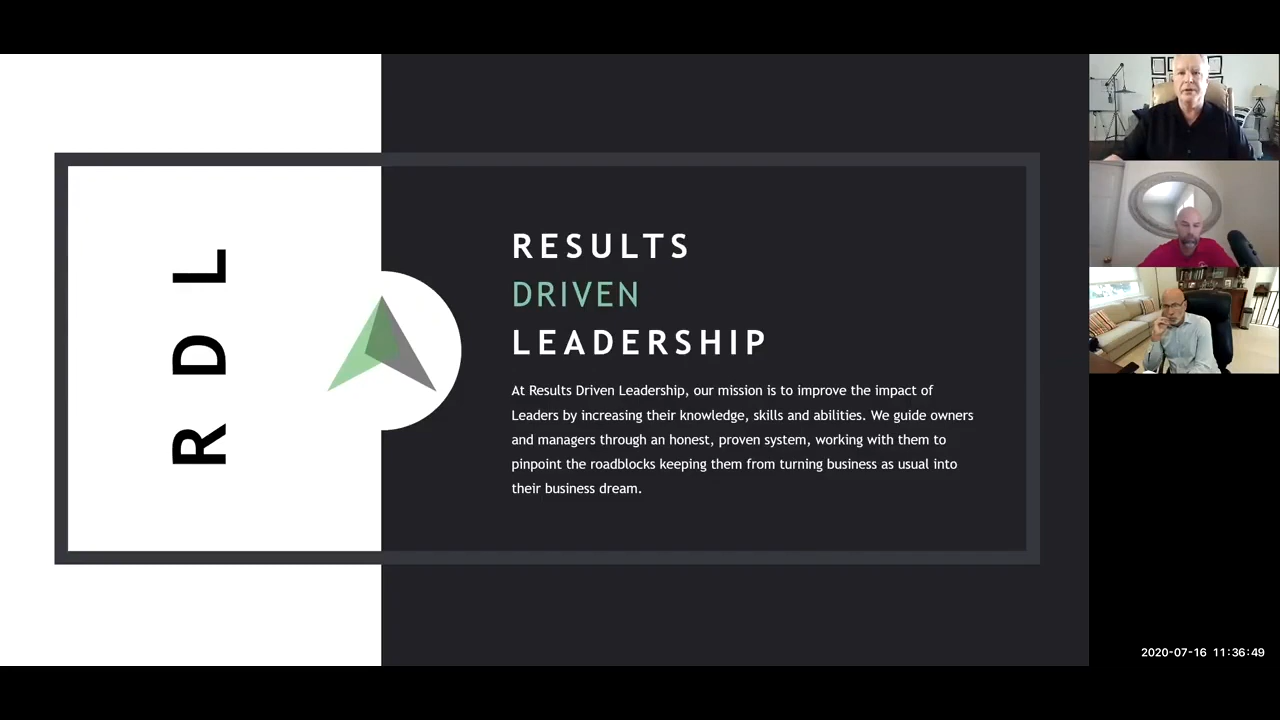 R D L
RESULTS
DRIVEN
LEADERSHIP
At Results Driven Leadership, our mission is to improve the impact of
Leaders by increasing their knowledge, skills and abilities. We guide owners
and managers through an honest, proven system, working with them to
pinpoint the roadblocks keeping them from turning business as usual into
their business dream.
2020-07-16 11:36:49